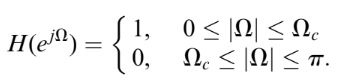 H(e^{jΩ}) = { 1, 0 ≤ |Ω| ≤ Ω_c
0, Ω_c ≤ |Ω| ≤ π.